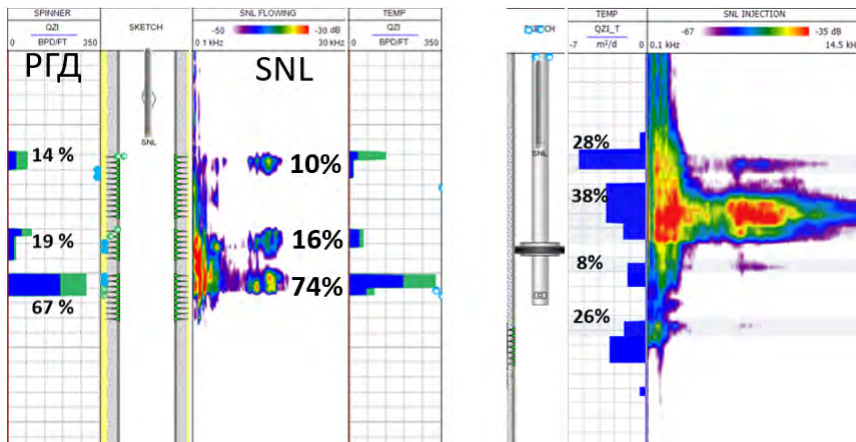 SPINNER
QZI
0 BPD/FT 350
РГД
14 %
19 %
67 %
SKETCH
SNL
SNL FLOWING
-50 -30 dB
0.1 kHz 30 kHz
SNL
10%
16%
74%
TEMP
QZI
0 BPD/FT 350
TEMP
QZI_T
-7 m³/d 0
28%
38%
8%
26%
SNL
SNL INJECTION
-67 -35 dB
0.1 kHz 14.5 kHz